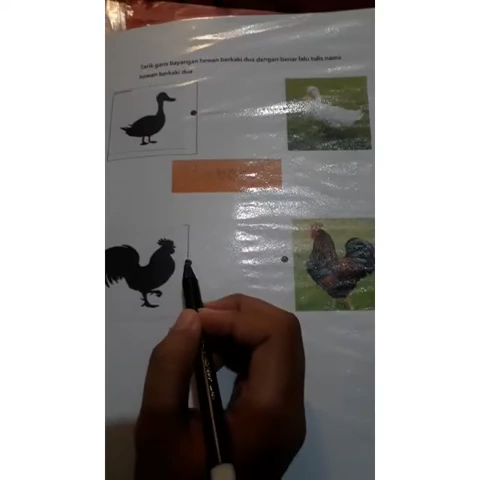 Tarik garis bayangan hewan berkaki dua dengan benar lalu tulis nama
hewan berkaki dua